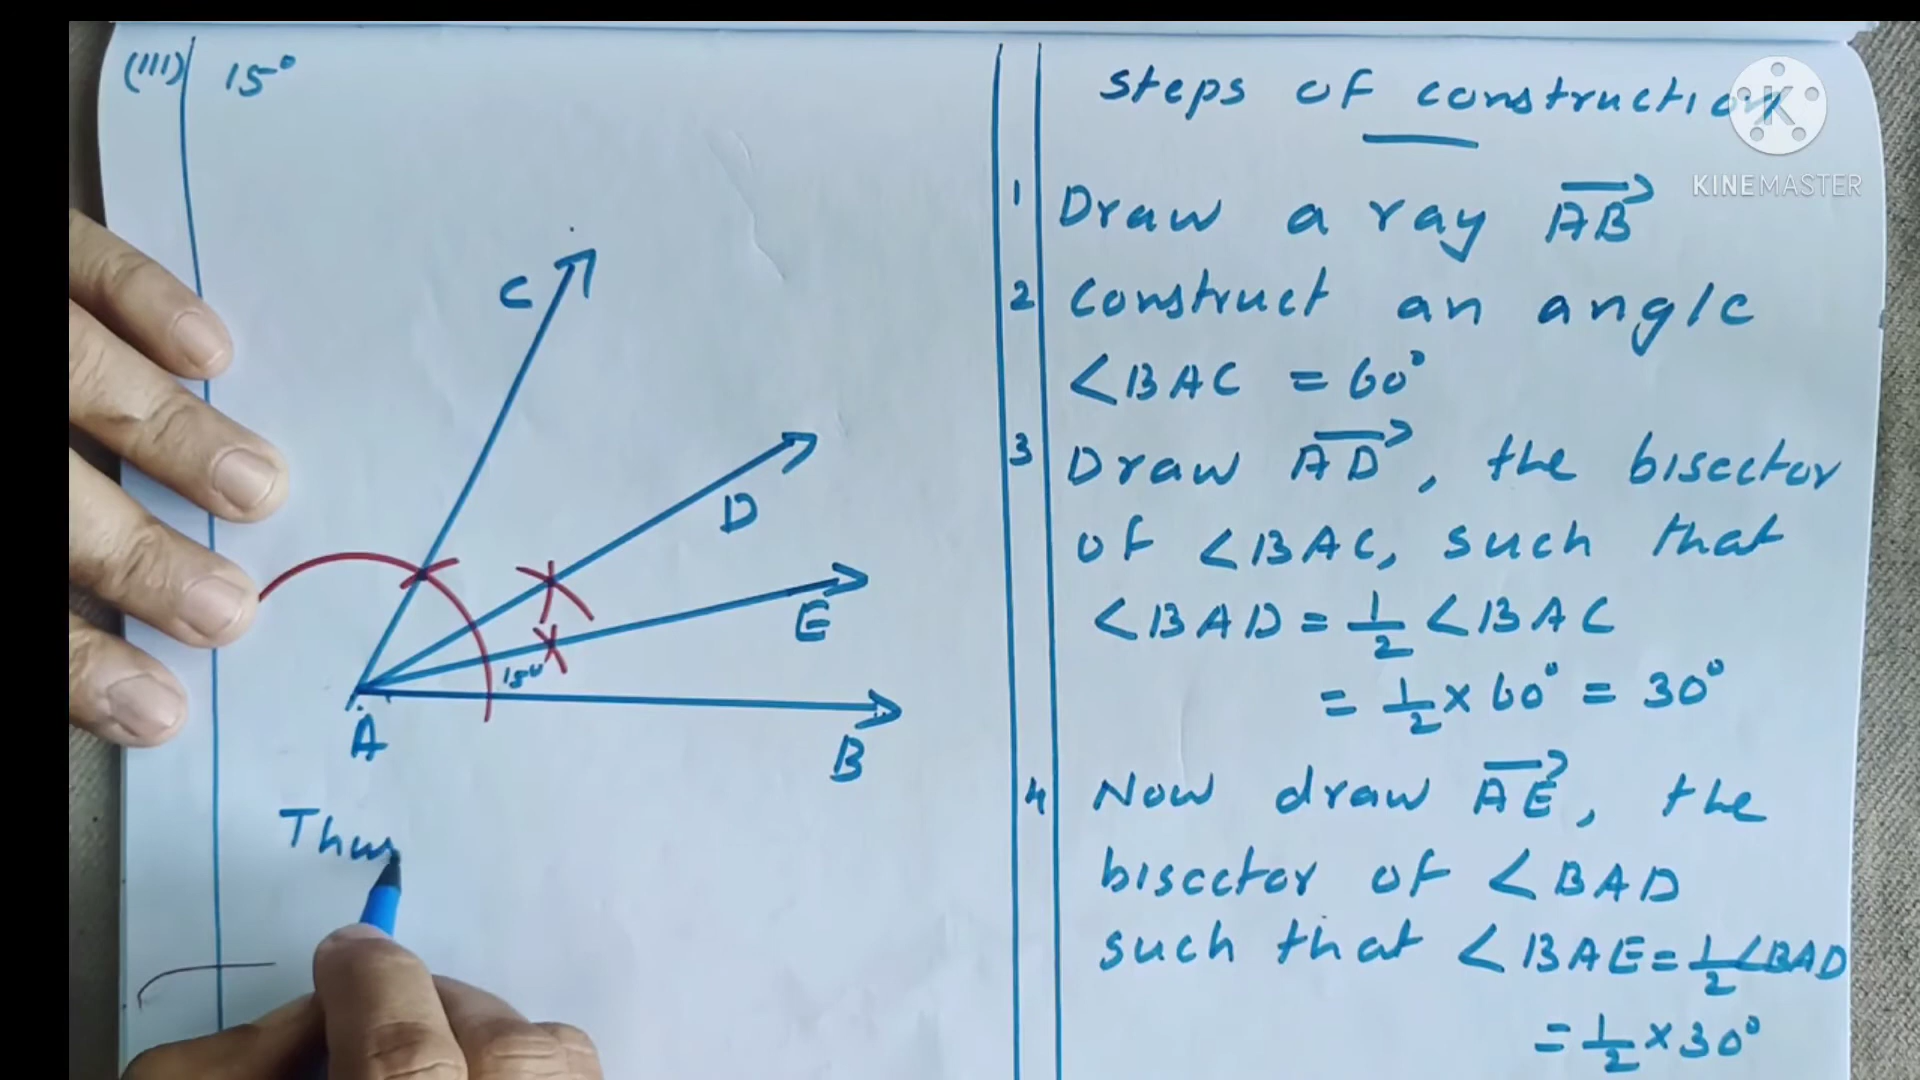 (III) 15°
C
D
E
15°
A
B
Thus
steps of construction
1 Draw a ray AB
2 construct an angle
∠BAC = 60°
3 Draw AD, the bisector
of ∠BAC, such that
∠BAD = 1/2 ∠BAC
= 1/2 × 60° = 30°
4 Now draw AE, the
bisector of ∠BAD
such that ∠BAE = 1/2 ∠BAD
= 1/2 × 30°
K
KINEMASTER